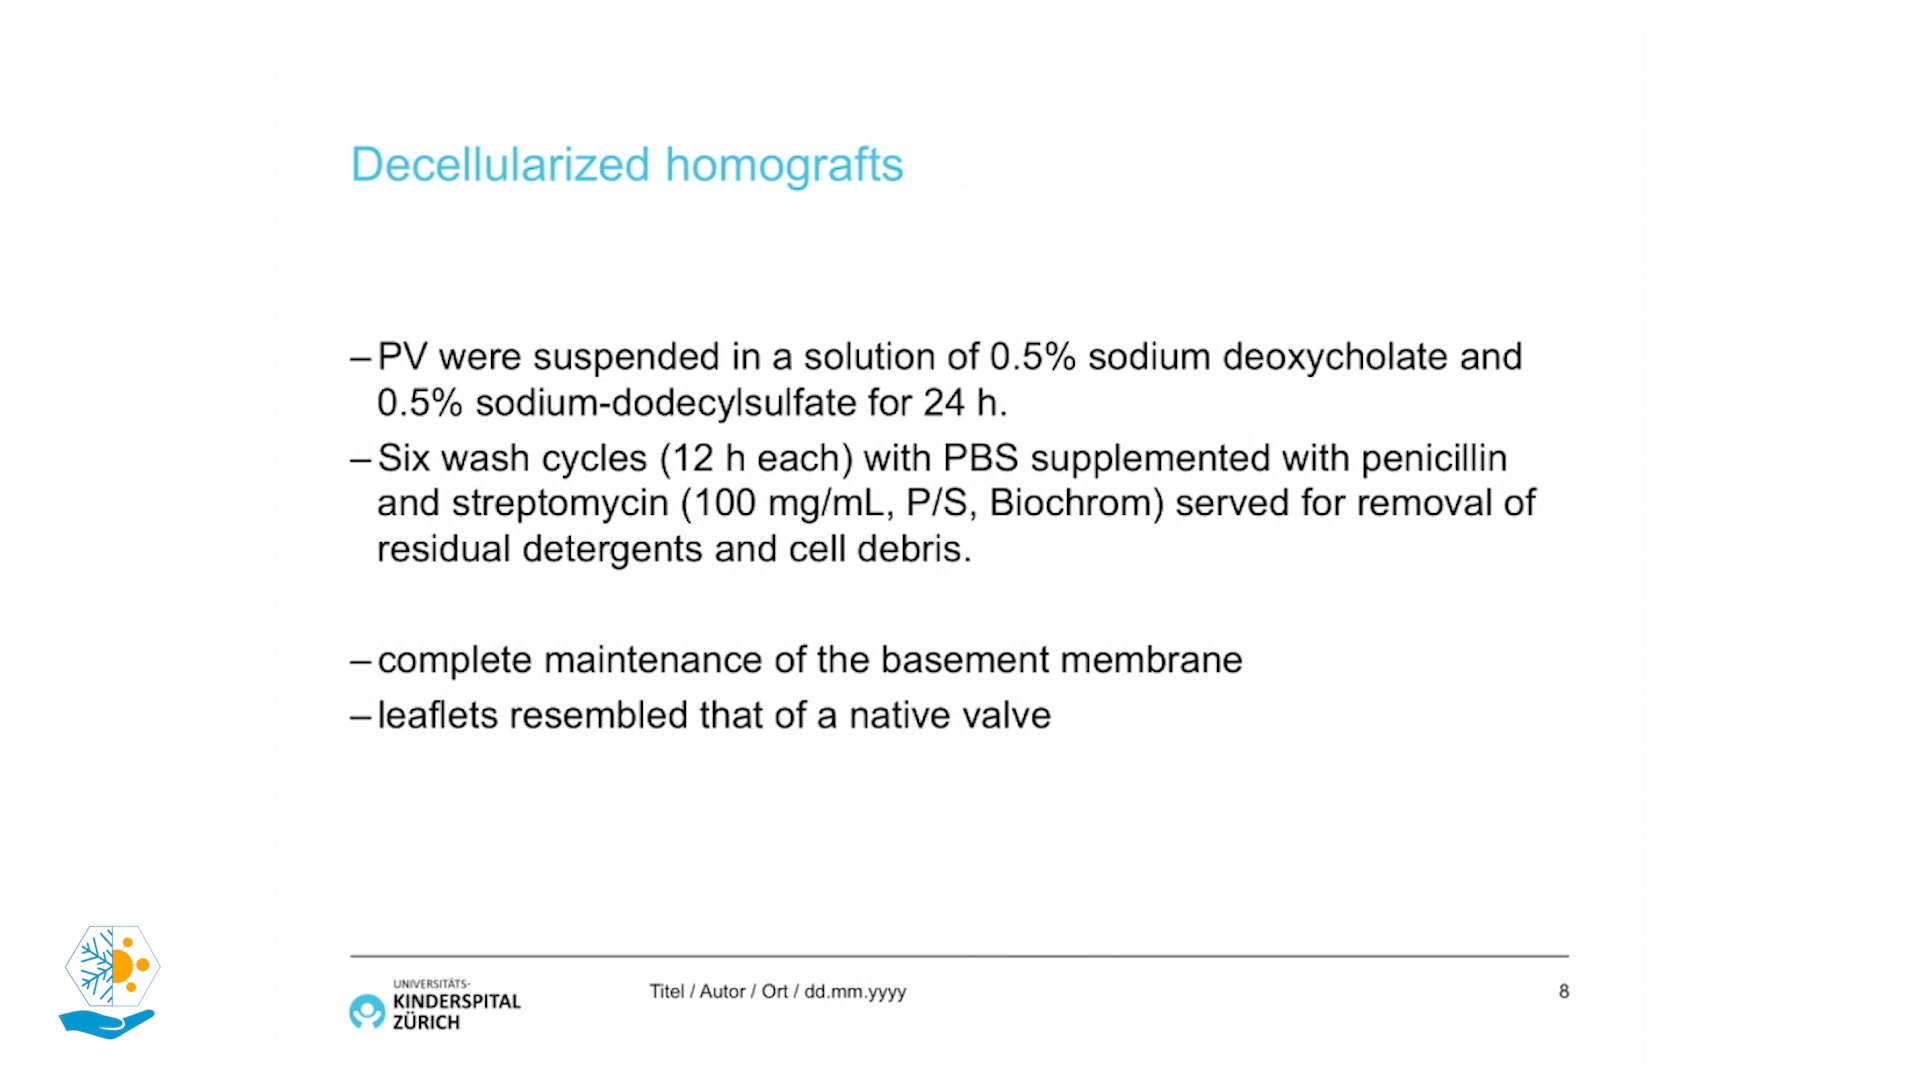 Decellularized homografts
– PV were suspended in a solution of 0.5% sodium deoxycholate and
0.5% sodium-dodecylsulfate for 24 h.
– Six wash cycles (12 h each) with PBS supplemented with penicillin
and streptomycin (100 mg/mL, P/S, Biochrom) served for removal of
residual detergents and cell debris.
– complete maintenance of the basement membrane
– leaflets resembled that of a native valve
UNIVERSITÄTS-
KINDERSPITAL
ZÜRICH
Titel / Autor / Ort / dd.mm.yyyy
8